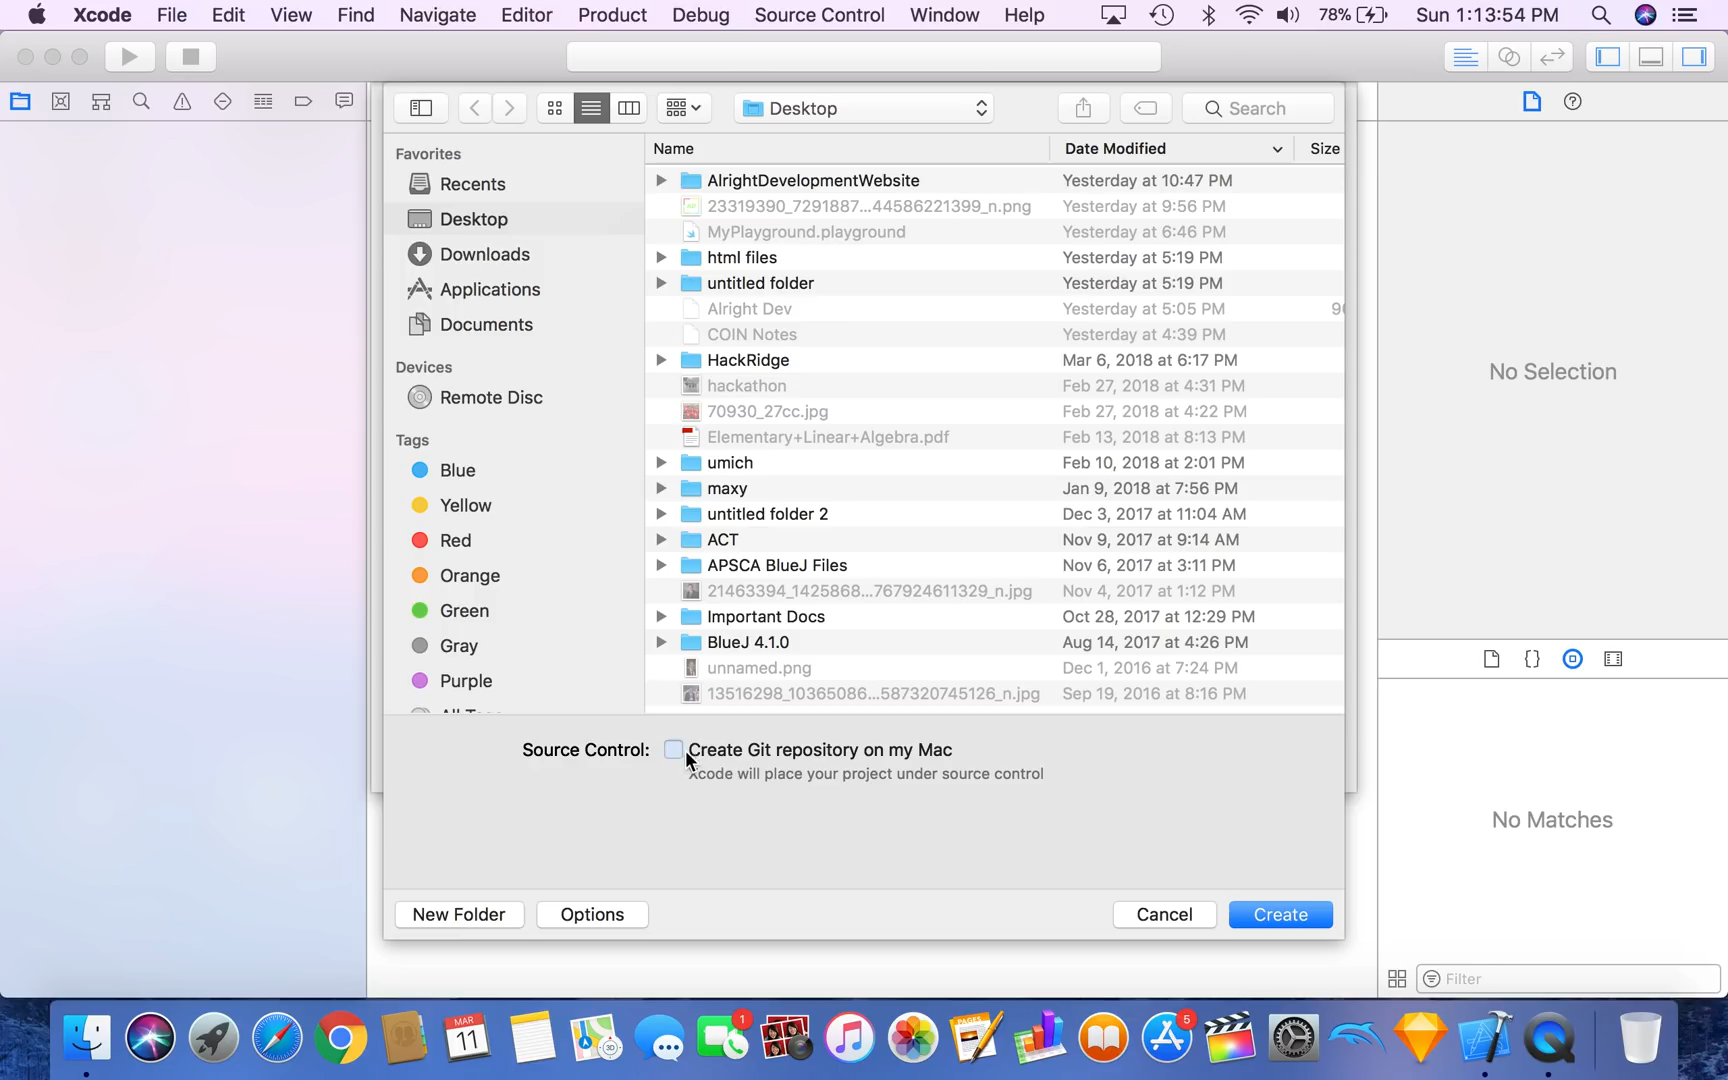 Xcode File Edit View Find Navigate Editor Product Debug Source Control Window Help 78% Sun 1:13:54 PM
Desktop
Search
Favorites
Recents
Desktop
Downloads
Applications
Documents
Devices
Remote Disc
Tags
Blue
Yellow
Red
Orange
Green
Gray
Purple
Name Date Modified Size
AlrightDevelopmentWebsite Yesterday at 10:47 PM
23319390_7291887...44586221399_n.png Yesterday at 9:56 PM
MyPlayground.playground Yesterday at 6:46 PM
html files Yesterday at 5:19 PM
untitled folder Yesterday at 5:19 PM
Alright Dev Yesterday at 5:05 PM
COIN Notes Yesterday at 4:39 PM
HackRidge Mar 6, 2018 at 6:17 PM
hackathon Feb 27, 2018 at 4:31 PM
70930_27cc.jpg Feb 27, 2018 at 4:22 PM
Elementary+Linear+Algebra.pdf Feb 13, 2018 at 8:13 PM
umich Feb 10, 2018 at 2:01 PM
maxy Jan 9, 2018 at 7:56 PM
untitled folder 2 Dec 3, 2017 at 11:04 AM
ACT Nov 9, 2017 at 9:14 AM
APSCA BlueJ Files Nov 6, 2017 at 3:11 PM
21463394_1425868...767924611329_n.jpg Nov 4, 2017 at 1:12 PM
Important Docs Oct 28, 2017 at 12:29 PM
BlueJ 4.1.0 Aug 14, 2017 at 4:26 PM
unnamed.png Dec 1, 2016 at 7:24 PM
13516298_10365086...587320745126_n.jpg Sep 19, 2016 at 8:16 PM
Source Control: Create Git repository on my Mac
Xcode will place your project under source control
New Folder Options Cancel Create
No Selection
No Matches
Filter
MAR
11
3D
1
PAGES
5